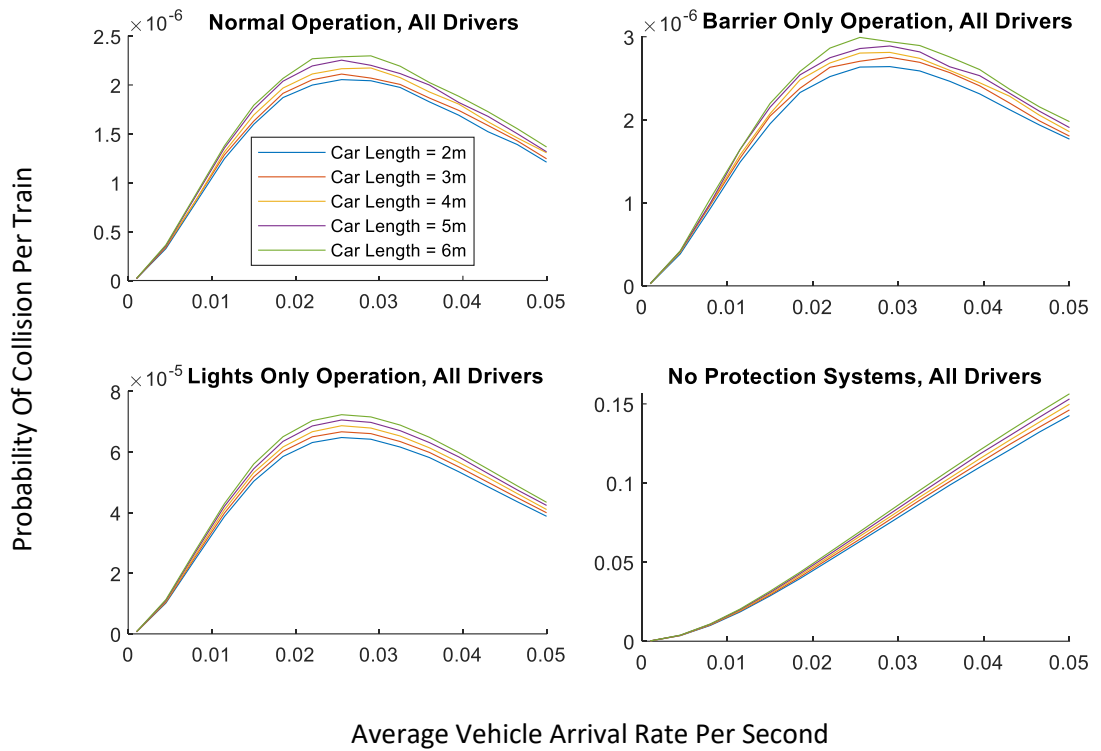 Probability Of Collision Per Train
×10-6
Normal Operation, All Drivers
2.5
2
1.5
1
0.5
0
0 0.01 0.02 0.03 0.04 0.05
Car Length = 2m
Car Length = 3m
Car Length = 4m
Car Length = 5m
Car Length = 6m
×10-6
Barrier Only Operation, All Drivers
3
2
1
0
0 0.01 0.02 0.03 0.04 0.05
×10-5
Lights Only Operation, All Drivers
8
6
4
2
0
0 0.01 0.02 0.03 0.04 0.05
No Protection Systems, All Drivers
0.15
0.1
0.05
0
0 0.01 0.02 0.03 0.04 0.05
Average Vehicle Arrival Rate Per Second